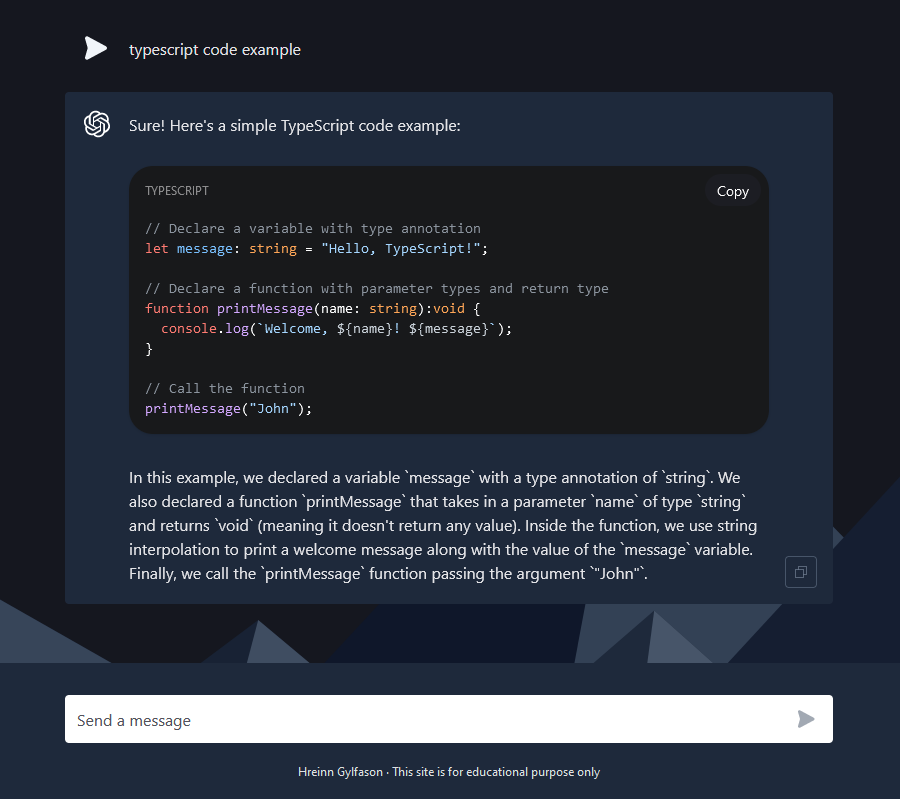 typescript code example
Sure! Here's a simple TypeScript code example:
TYPESCRIPT
Copy
// Declare a variable with type annotation
let message: string = "Hello, TypeScript!";
// Declare a function with parameter types and return type
function printMessage(name: string):void {
  console.log(`Welcome, ${name}! ${message}`);
}
// Call the function
printMessage("John");
In this example, we declared a variable `message` with a type annotation of `string`. We
also declared a function `printMessage` that takes in a parameter `name` of type `string`
and returns `void` (meaning it doesn't return any value). Inside the function, we use string
interpolation to print a welcome message along with the value of the `message` variable.
Finally, we call the `printMessage` function passing the argument `"John"`.
Send a message
Hreinn Gylfason · This site is for educational purpose only